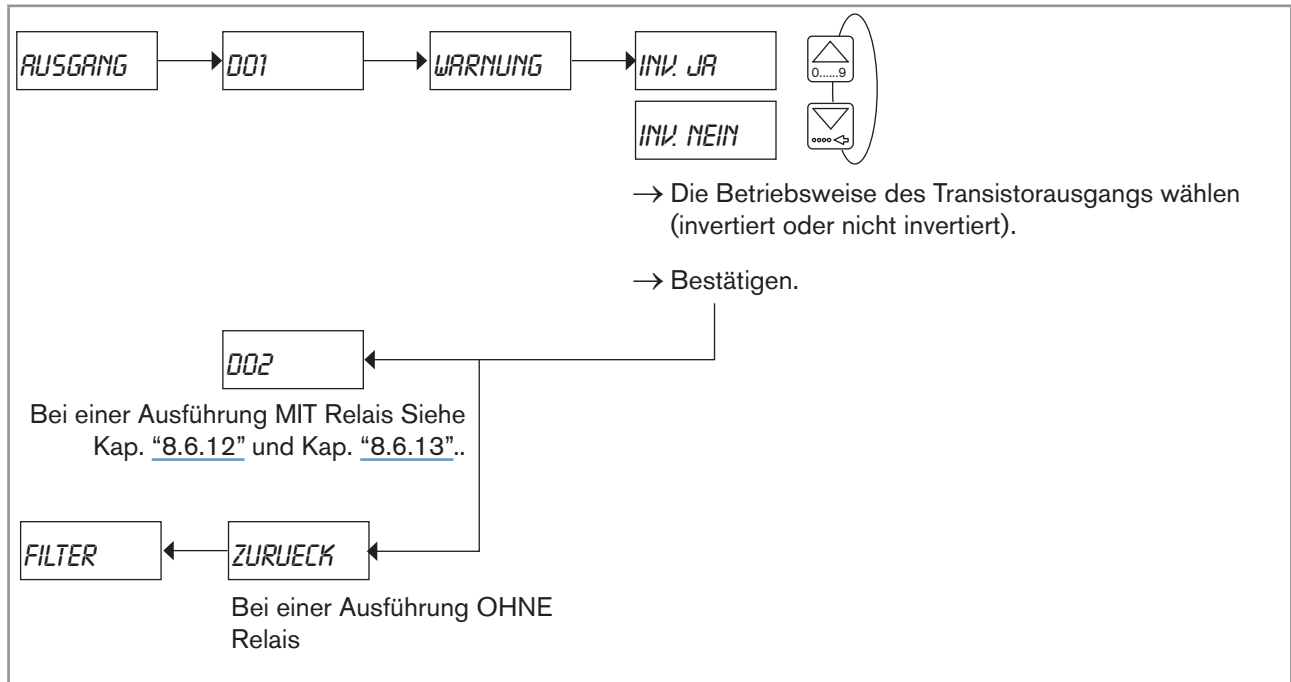 AUSGANG
DO1
WARNUNG
INV. JA
0......9
INV. NEIN
→ Die Betriebsweise des Transistorausgangs wählen
(invertiert oder nicht invertiert).
→ Bestätigen.
DO2
Bei einer Ausführung MIT Relais Siehe
Kap. “8.6.12” und Kap. “8.6.13”..
FILTER
ZURUECK
Bei einer Ausführung OHNE
Relais